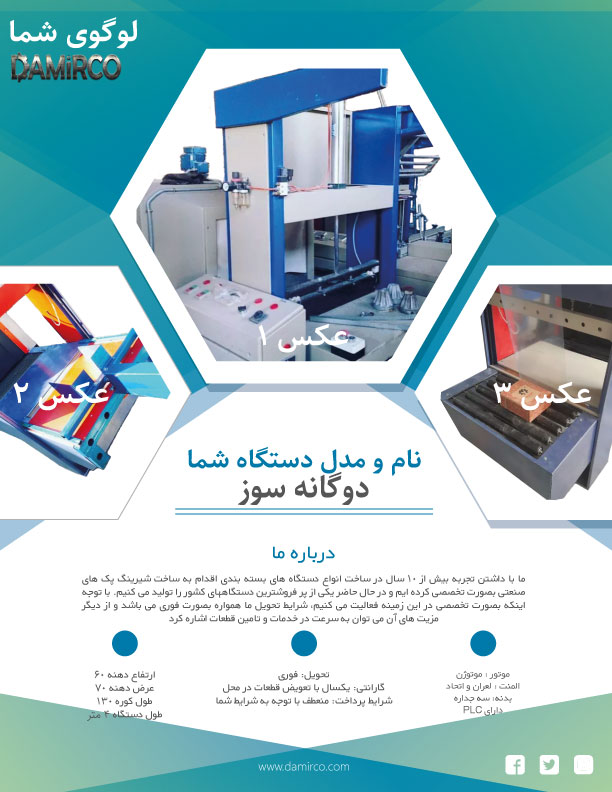 لوگوی شما
DAMiRCO
عکس ۱
عکس ۲
عکس ۳
نام و مدل دستگاه شما
دوگانه سوز
درباره ما
ما با داشتن تجربه بیش از ۱۰ سال در ساخت انواع دستگاه های بسته بندی اقدام به ساخت شیرینگ پک های
صنعتی بصورت تخصصی کرده ایم و در حال حاضر یکی از پر فروشترین دستگاههای کشور را تولید می کنیم. با توجه
اینکه بصورت تخصصی در این زمینه فعالیت می کنیم، شرایط تحویل ما همواره بصورت فوری می باشد و از دیگر
مزیت های آن می توان به سرعت در خدمات و تامین قطعات اشاره کرد
موتور : موتوژن
المنت : لعران و اتحاد
بدنه: سه جداره
دارای PLC
تحویل: فوری
گارانتی: یکسال با تعویض قطعات در محل
شرایط پرداخت: منعطف با توجه به شرایط شما
ارتفاع دهنه ۶۰
عرض دهنه ۷۰
طول کوره ۱۳۰
طول دستگاه ۴ متر
www.damirco.com